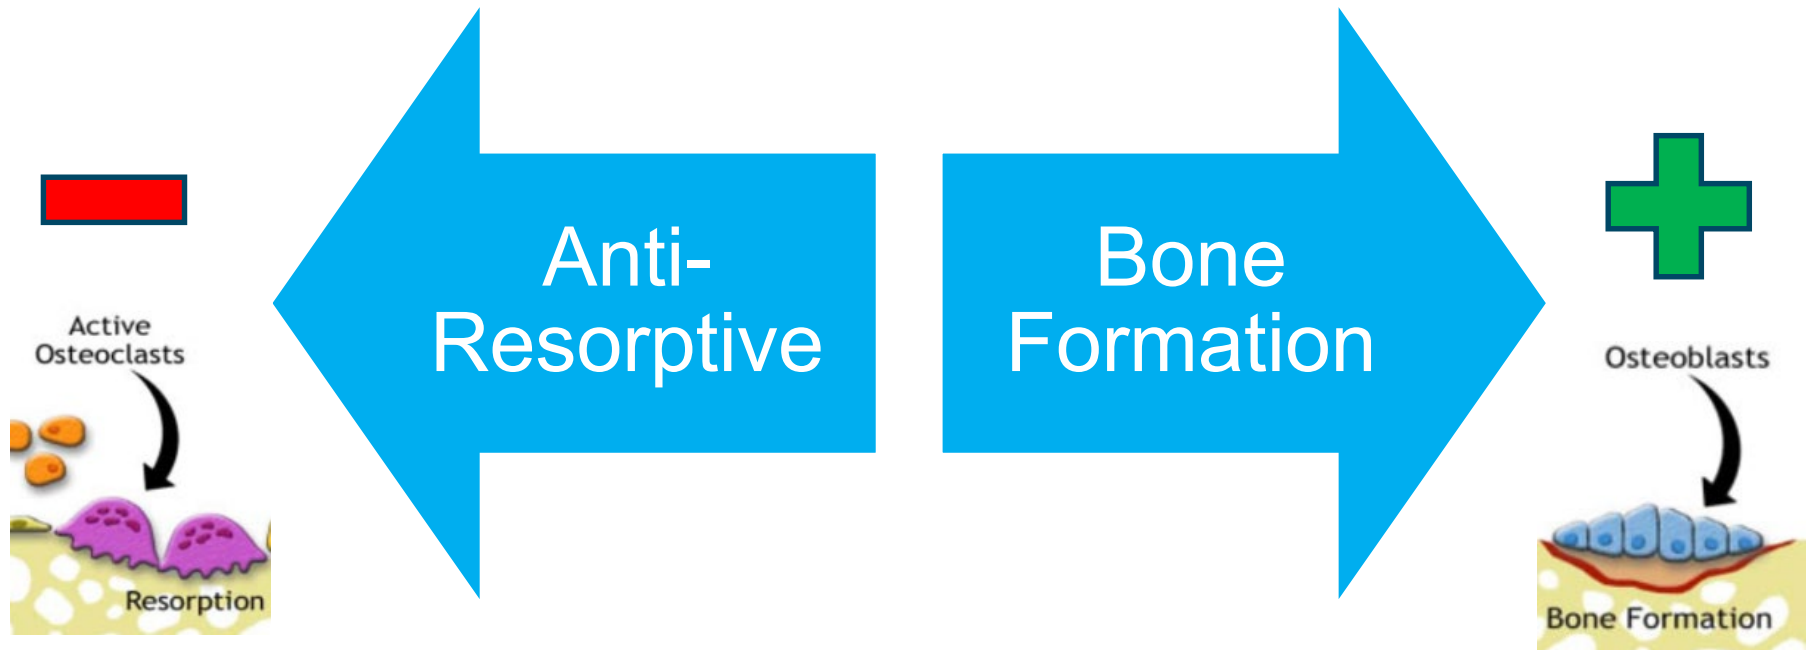 Active
Osteoclasts
Resorption
Anti-
Resorptive
Bone
Formation
Osteoblasts
Bone Formation